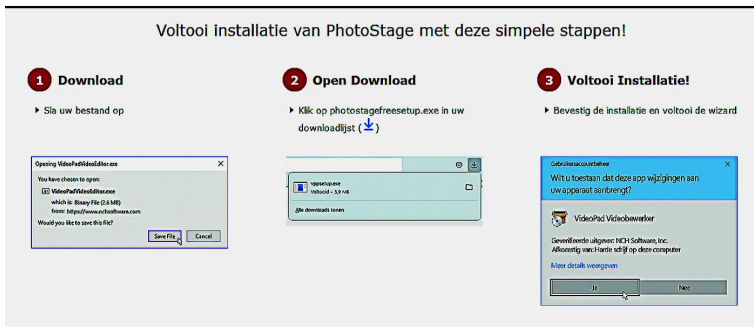 Voltooi installatie van PhotoStage met deze simpele stappen!
1 Download
Sla uw bestand op
Opening VideoPadVideoEditor.exe
You have chosen to open:
VideoPadVideoEditor.exe
which is: Binary File (2.6 MB)
from: https://www.nchsoftware.com
Would you like to save this file?
Save File Cancel
2 Open Download
Klik op photostagefreesetup.exe in uw
downloadlijst ( )
vppsetup.exe
Voltooid – 5,9 MB
Alle downloads tonen
3 Voltooi Installatie!
Bevestig de installatie en voltooi de wizard
Gebruikersaccountbeheer
Wilt u toestaan dat deze app wijzigingen aan
uw apparaat aanbrengt?
VideoPad Videobewerker
Geverifieerde uitgever: NCH Software, Inc.
Afkomstig van: Harde schijf op deze computer
Meer details weergeven
Ja Nee